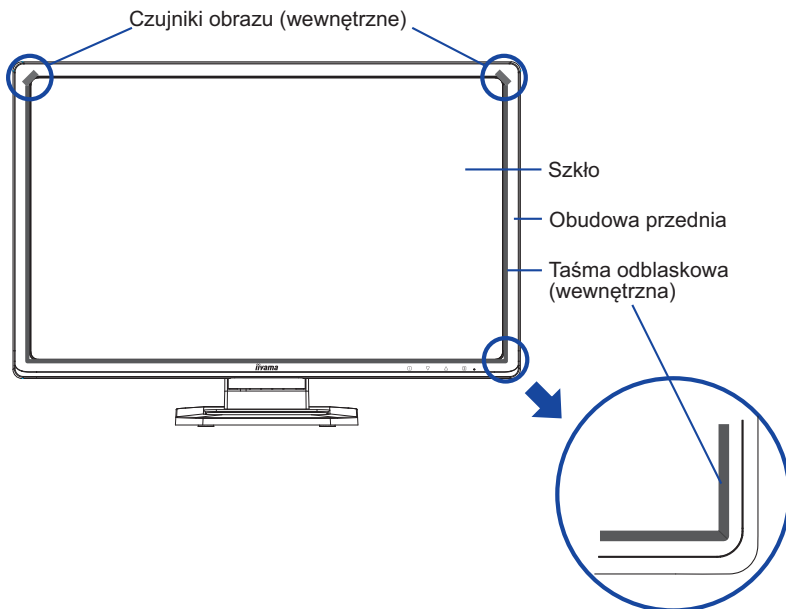 Czujniki obrazu (wewnętrzne)
Szkło
Obudowa przednia
Taśma odblaskowa
(wewnętrzna)
iiyama